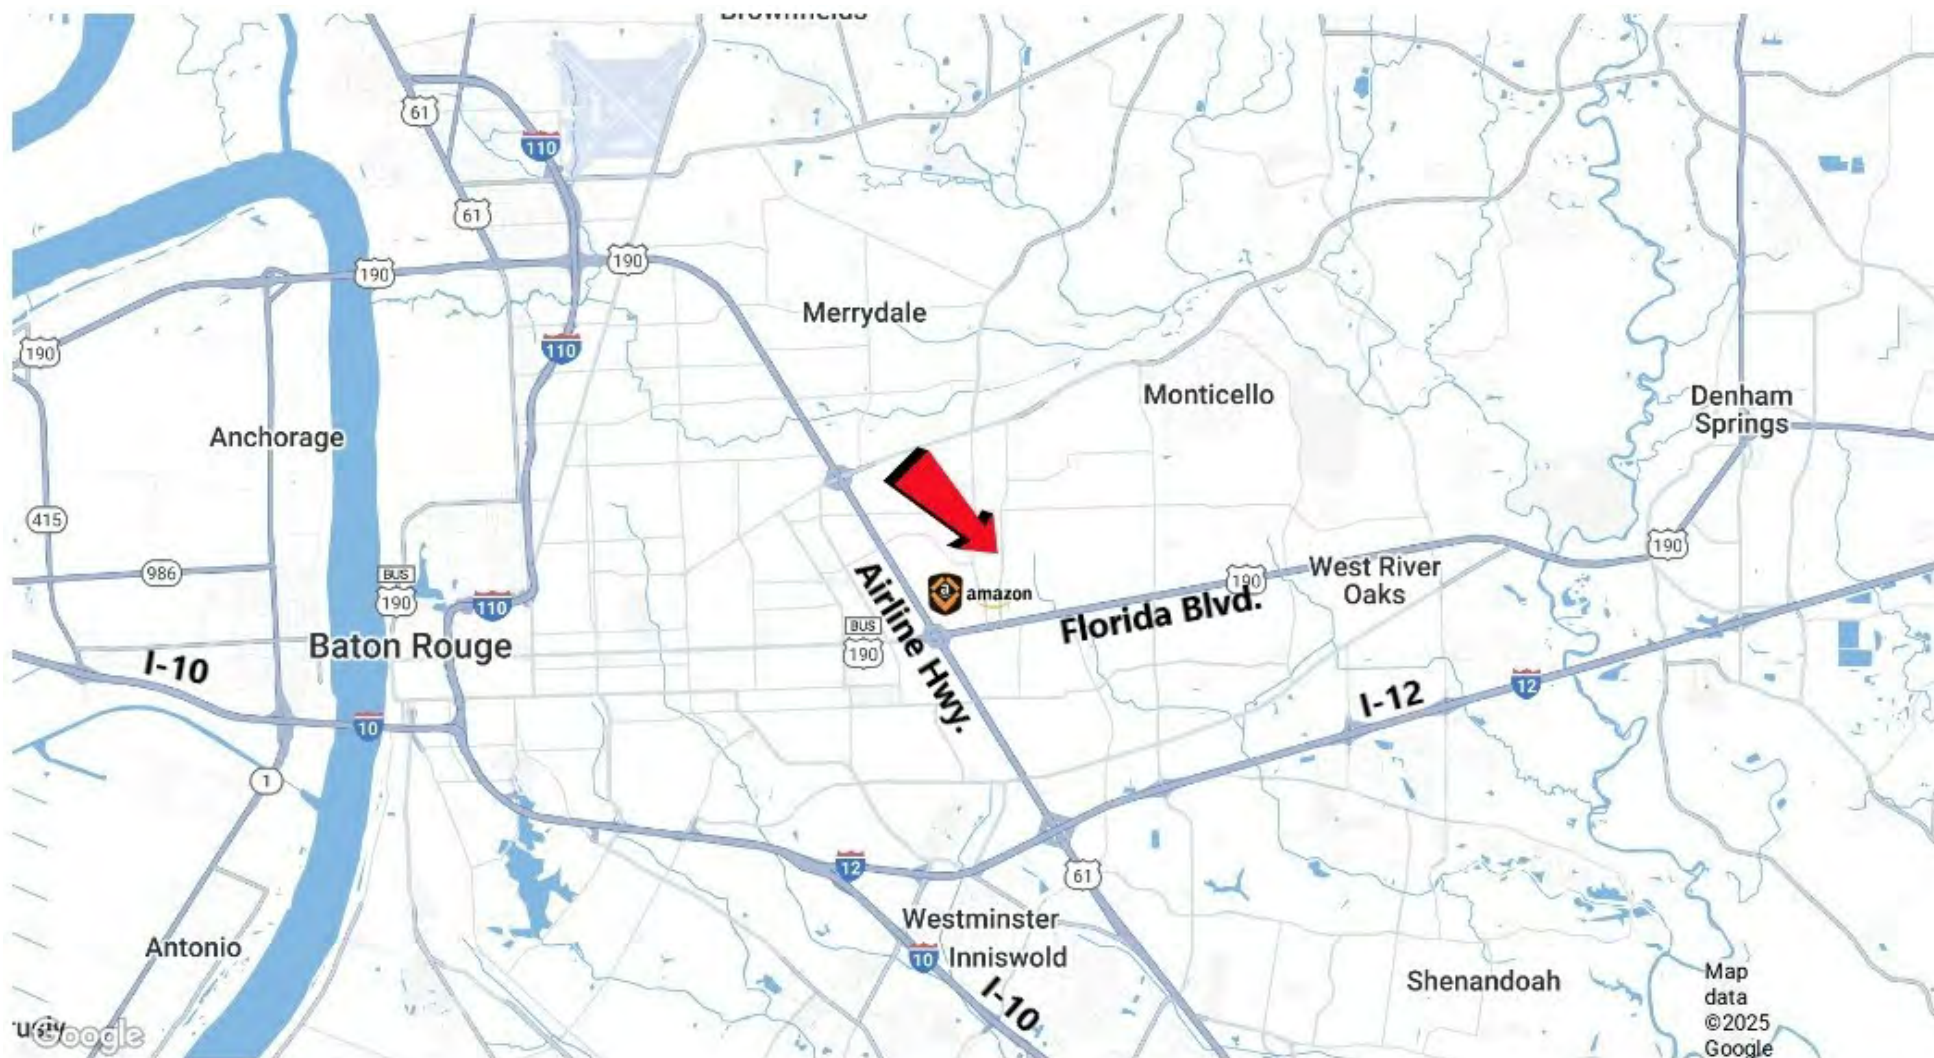 Brownfields
61
110
61
190
190
190
Merrydale
110
Monticello
Denham
Springs
Anchorage
415
190
986
BUS
190
110
Airline Hwy.
a
amazon
190
West River
Oaks
Florida Blvd.
BUS
190
Baton Rouge
I-10
12
I-12
10
1
12
61
Westminster
10
Inniswold
Antonio
I-10
Shenandoah
Map
data
©2025
Google
Google